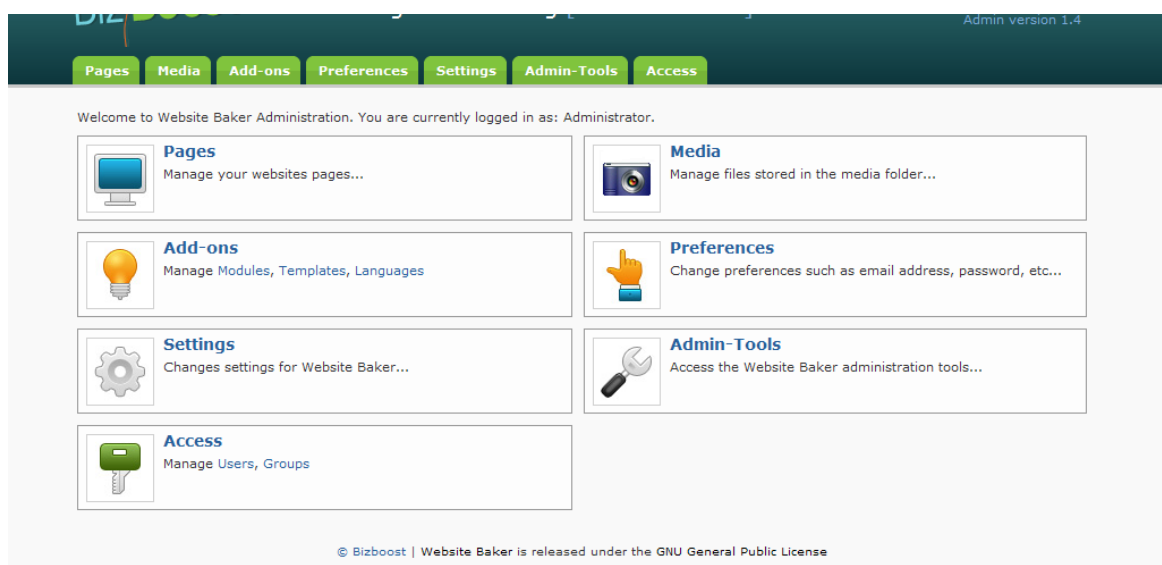 Admin version 1.4
Pages Media Add-ons Preferences Settings Admin-Tools Access
Welcome to Website Baker Administration. You are currently logged in as: Administrator.
Pages
Manage your websites pages...
Media
Manage files stored in the media folder...
Add-ons
Manage Modules, Templates, Languages
Preferences
Change preferences such as email address, password, etc...
Settings
Changes settings for Website Baker...
Admin-Tools
Access the Website Baker administration tools...
Access
Manage Users, Groups
© Bizboost | Website Baker is released under the GNU General Public License